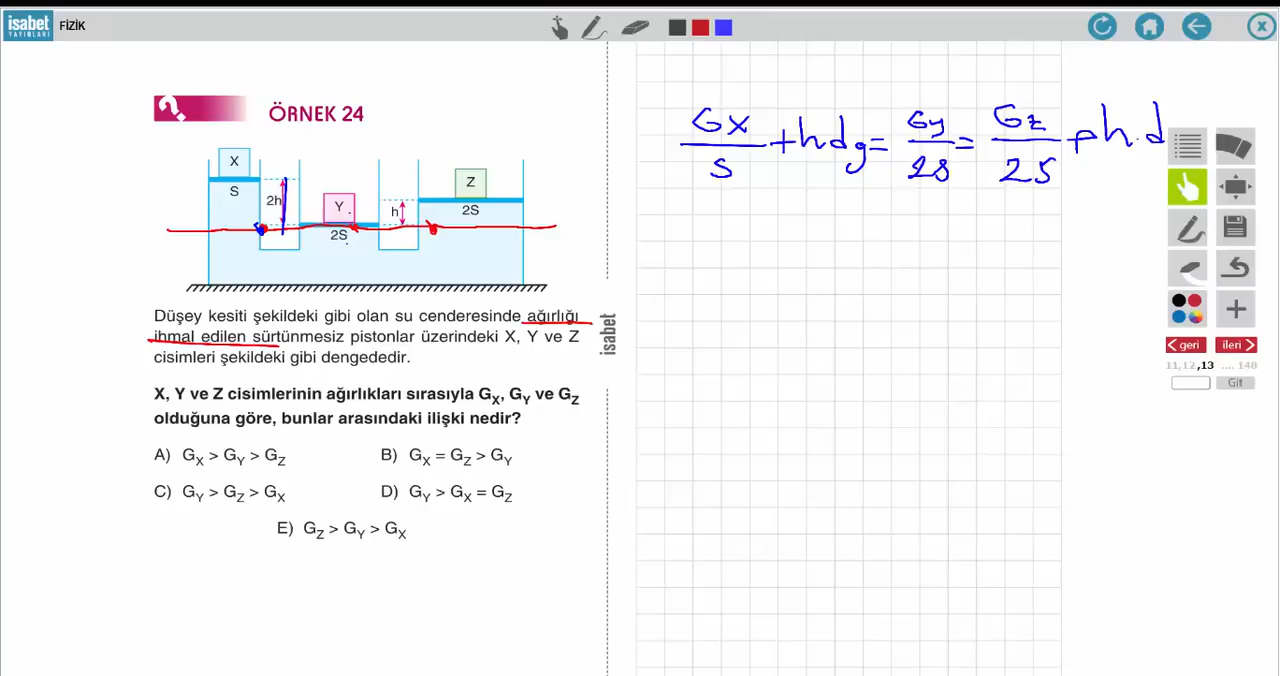 isabet
YAYINLARI
FİZİK
?
ÖRNEK 24
X
S
2h
Y
2S
h
Z
2S
Düşey kesiti şekildeki gibi olan su cenderesinde ağırlığı
ihmal edilen sürtünmesiz pistonlar üzerindeki X, Y ve Z
cisimleri şekildeki gibi dengededir.
X, Y ve Z cisimlerinin ağırlıkları sırasıyla GX, GY ve GZ
olduğuna göre, bunlar arasındaki ilişki nedir?
A) GX > GY > GZ
B) GX = GZ > GY
C) GY > GZ > GX
D) GY > GX = GZ
E) GZ > GY > GX
isabet
GX/S + hdg = Gy/2S = Gz/2S + h.d
geri
ileri
11,12,13 .... 148
Git